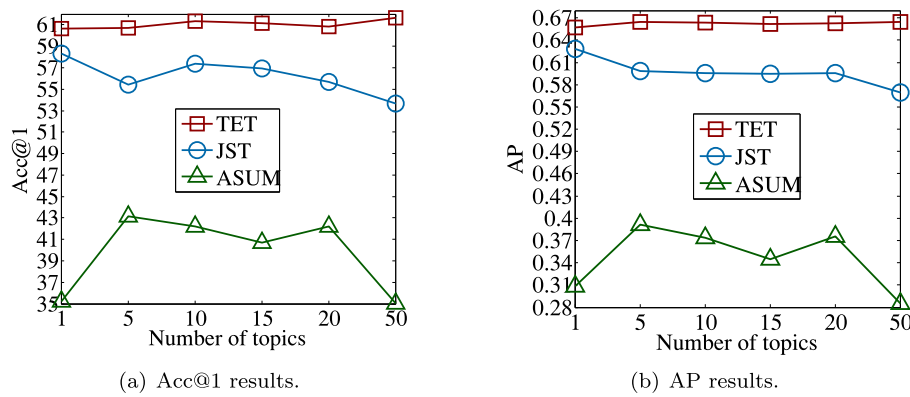 61
59
57
55
53
51
49
47
45
43
41
39
37
35
Acc@1
TET
JST
ASUM
1 5 10 15 20 50
Number of topics
(a) Acc@1 results.
0.67
0.64
0.61
0.58
0.55
0.52
0.49
0.46
0.43
0.4
0.37
0.34
0.31
0.28
AP
TET
JST
ASUM
1 5 10 15 20 50
Number of topics
(b) AP results.